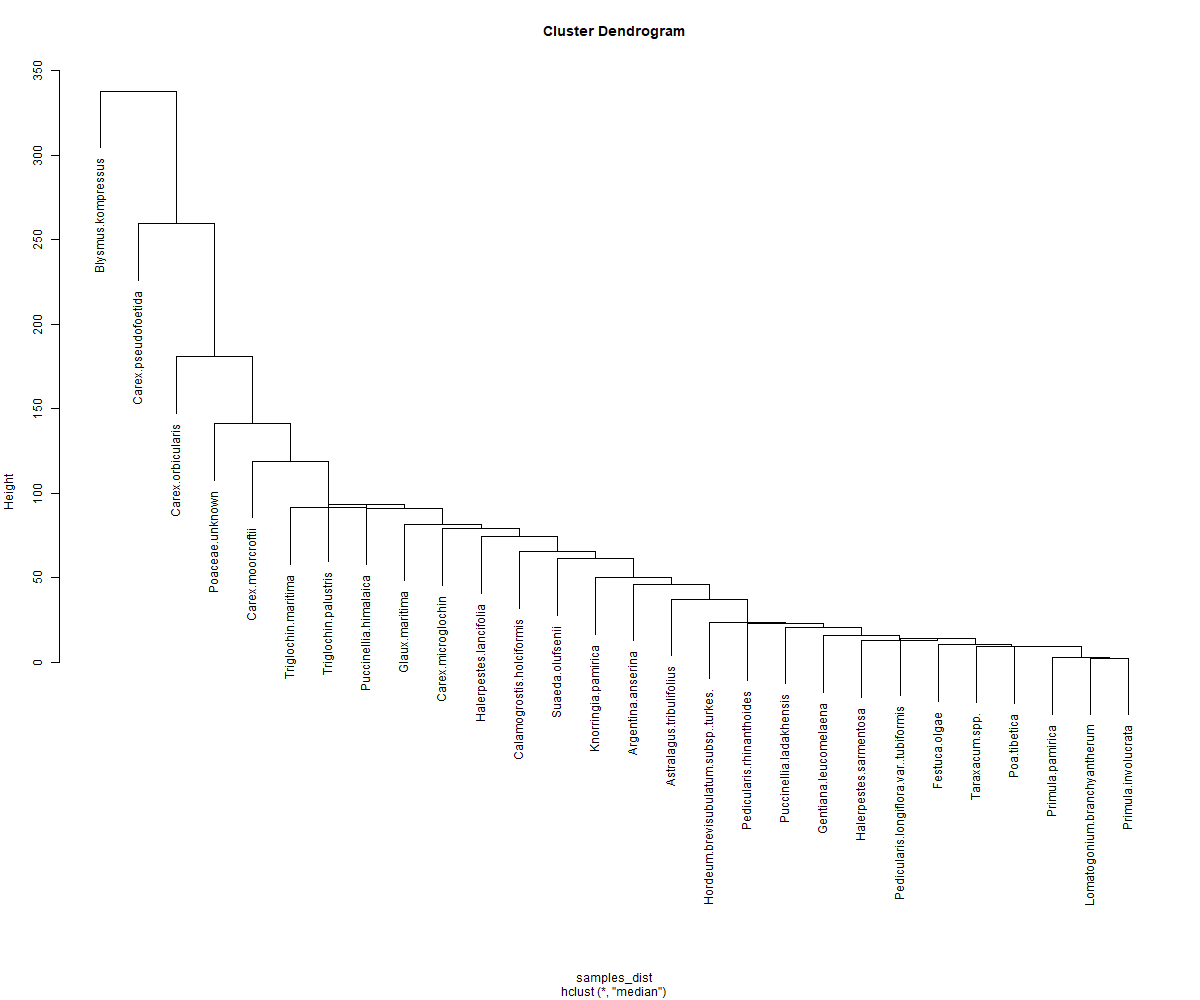 Cluster Dendrogram
Height
350
300
250
200
150
100
50
0
Blysmus.kompressus
Carex.pseudofoetida
Carex.orbicularis
Poaceae.unknown
Carex.moorcroftii
Triglochin.maritima
Triglochin.palustris
Puccinellia.himalaica
Glaux.maritima
Carex.microglochin
Halerpestes.lancifolia
Calamogrostis.holciformis
Suaeda.olufsenii
Knorringia.pamirica
Argentina.anserina
Astralagus.tribulifolius
Hordeum.brevisubulatum.subsp..turkes.
Pedicularis.rhinanthoides
Puccinellia.ladakhensis
Gentiana.leucomelaena
Halerpestes.sarmentosa
Pedicularis.longiflora.var..tubiformis
Festuca.olgae
Taraxacum.spp.
Poa.tibetica
Primula.pamirica
Lomatogonium.branchyantherum
Primula.involucrata
samples_dist
hclust (*, "median")